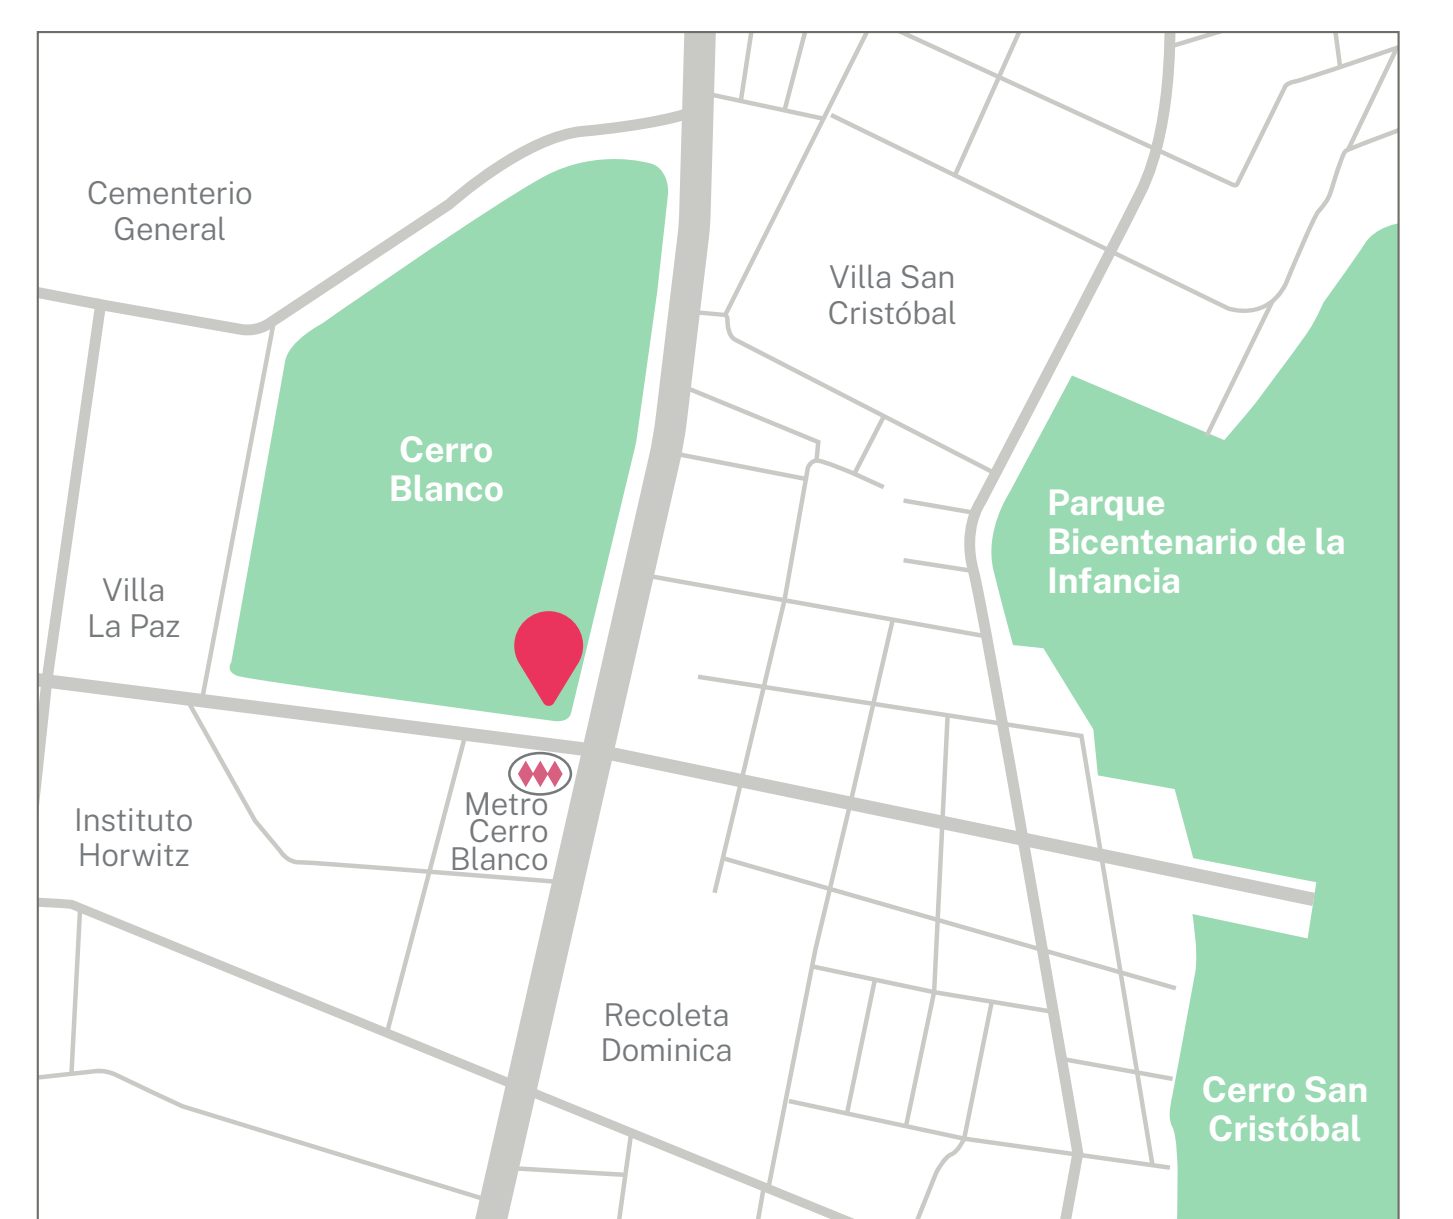 Cementerio
General
Villa San
Cristóbal
Cerro
Blanco
Parque
Bicentenario de la
Infancia
Villa
La Paz
Metro
Cerro
Blanco
Instituto
Horwitz
Recoleta
Dominica
Cerro San
Cristóbal